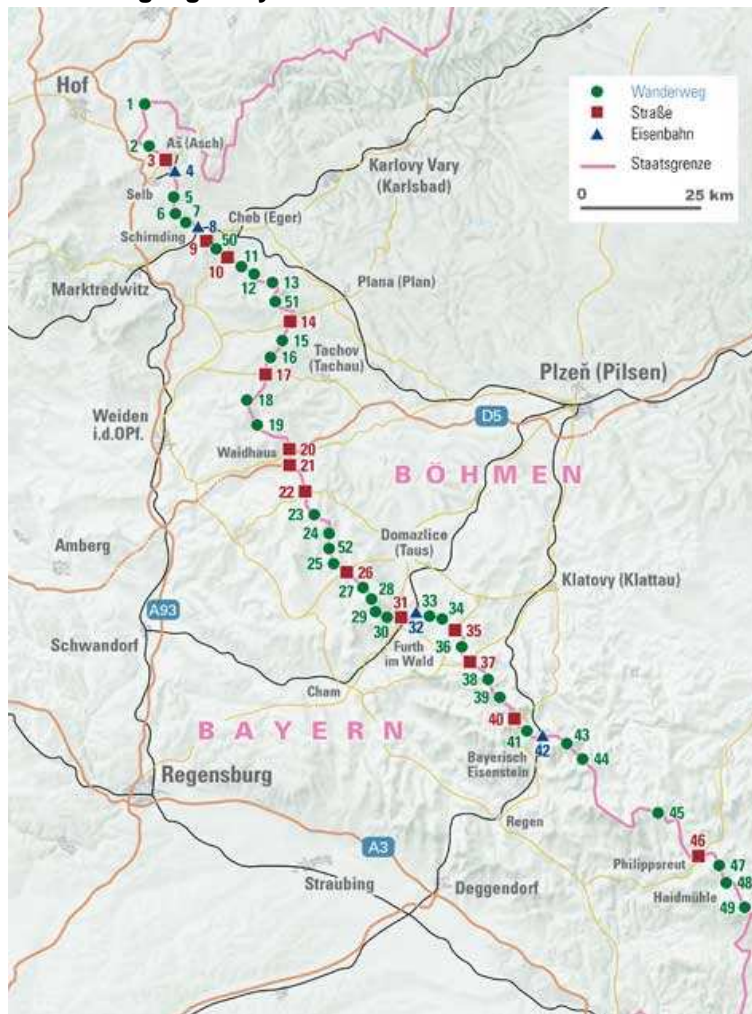 Hof
1
2
Aš (Asch)
3
4
Selb
5
6
7
Cheb (Eger)
8
Schirnding
9
50
10
11
12
13
51
Marktredwitz
Karlovy Vary
(Karlsbad)
Wanderweg
Straße
Eisenbahn
Staatsgrenze
0
25 km
Plana (Plan)
14
15
16
Tachov
(Tachau)
17
18
19
Plzeň (Pilsen)
D5
Weiden
i.d.OPf.
Waidhaus
20
21
BÖHMEN
22
23
24
52
25
26
Domazlice
(Taus)
Amberg
27
28
29
30
31
32
33
34
35
36
37
38
39
Klatovy (Klattau)
A93
Schwandorf
Furth
im Wald
Cham
BAYERN
40
41
42
43
44
Bayerisch
Eisenstein
Regensburg
45
Regen
46
A3
Philippsreut
47
48
Straubing
Deggendorf
Haidmühle
49